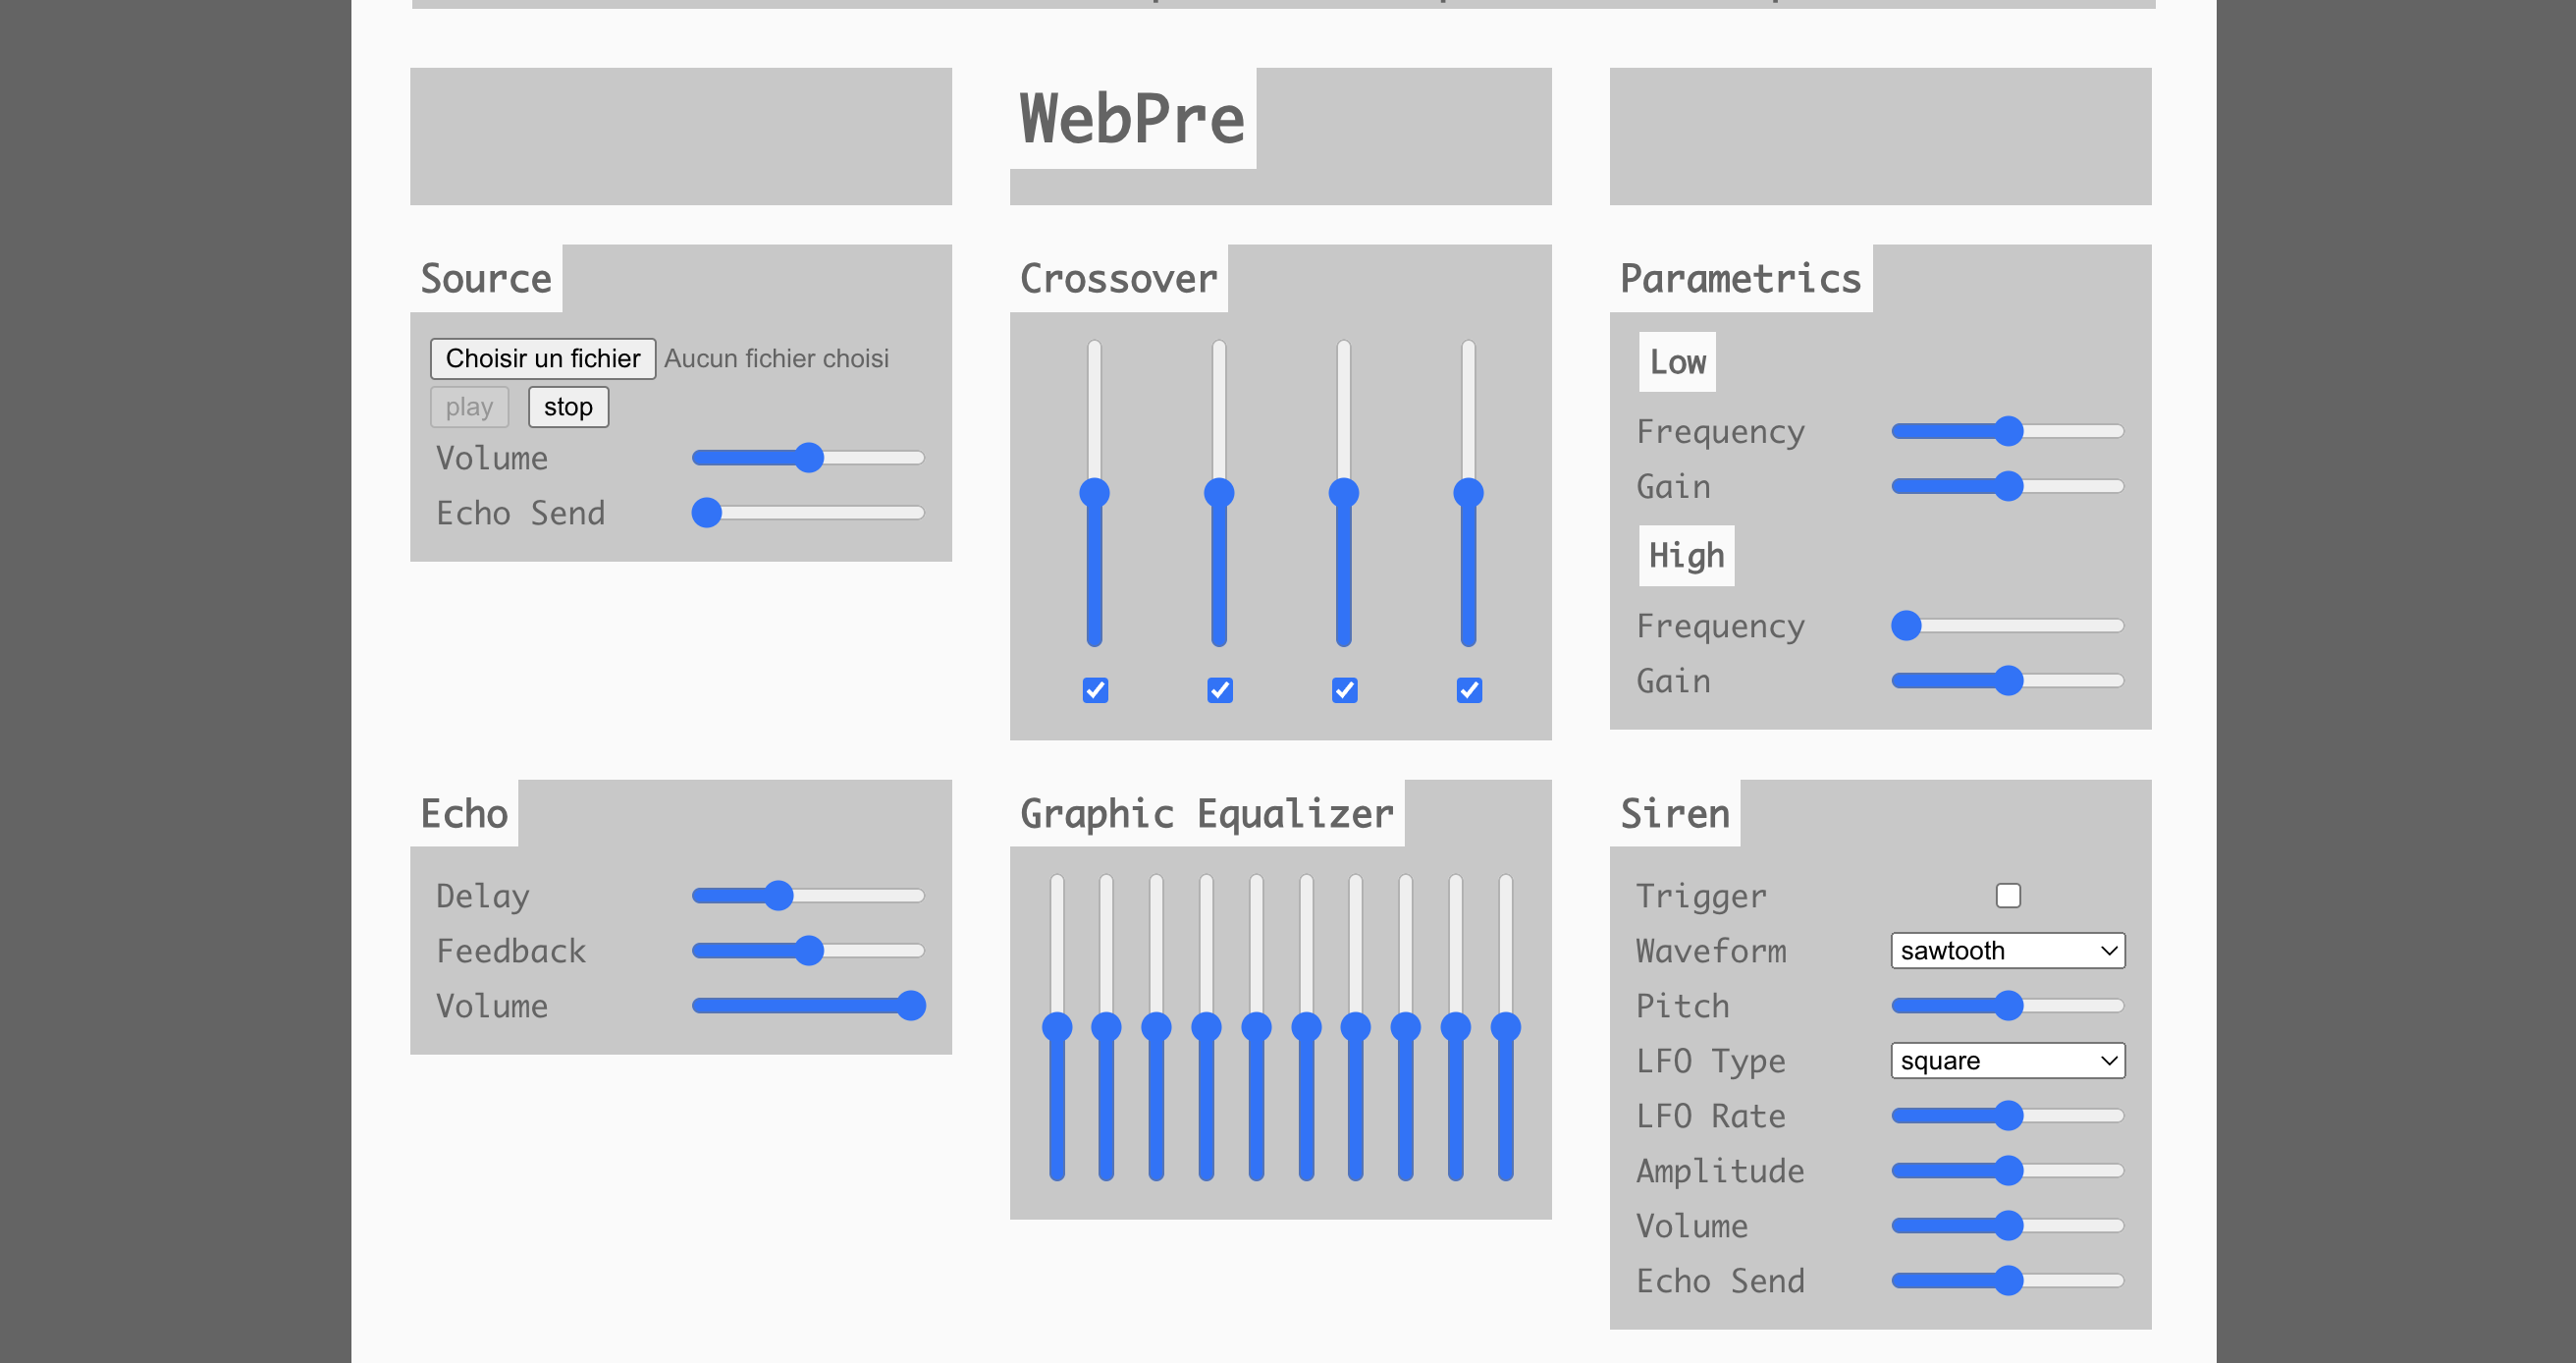 WebPre
Source
Choisir un fichier Aucun fichier choisi
play stop
Volume
Echo Send
Crossover
Parametrics
Low
Frequency
Gain
High
Frequency
Gain
Echo
Delay
Feedback
Volume
Graphic Equalizer
Siren
Trigger
Waveform sawtooth
Pitch
LFO Type square
LFO Rate
Amplitude
Volume
Echo Send